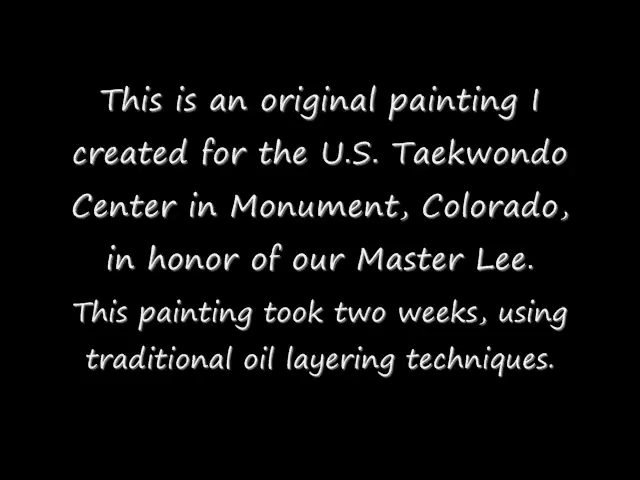 This is an original painting I
created for the U.S. Taekwondo
Center in Monument, Colorado,
in honor of our Master Lee.
This painting took two weeks, using
traditional oil layering techniques.